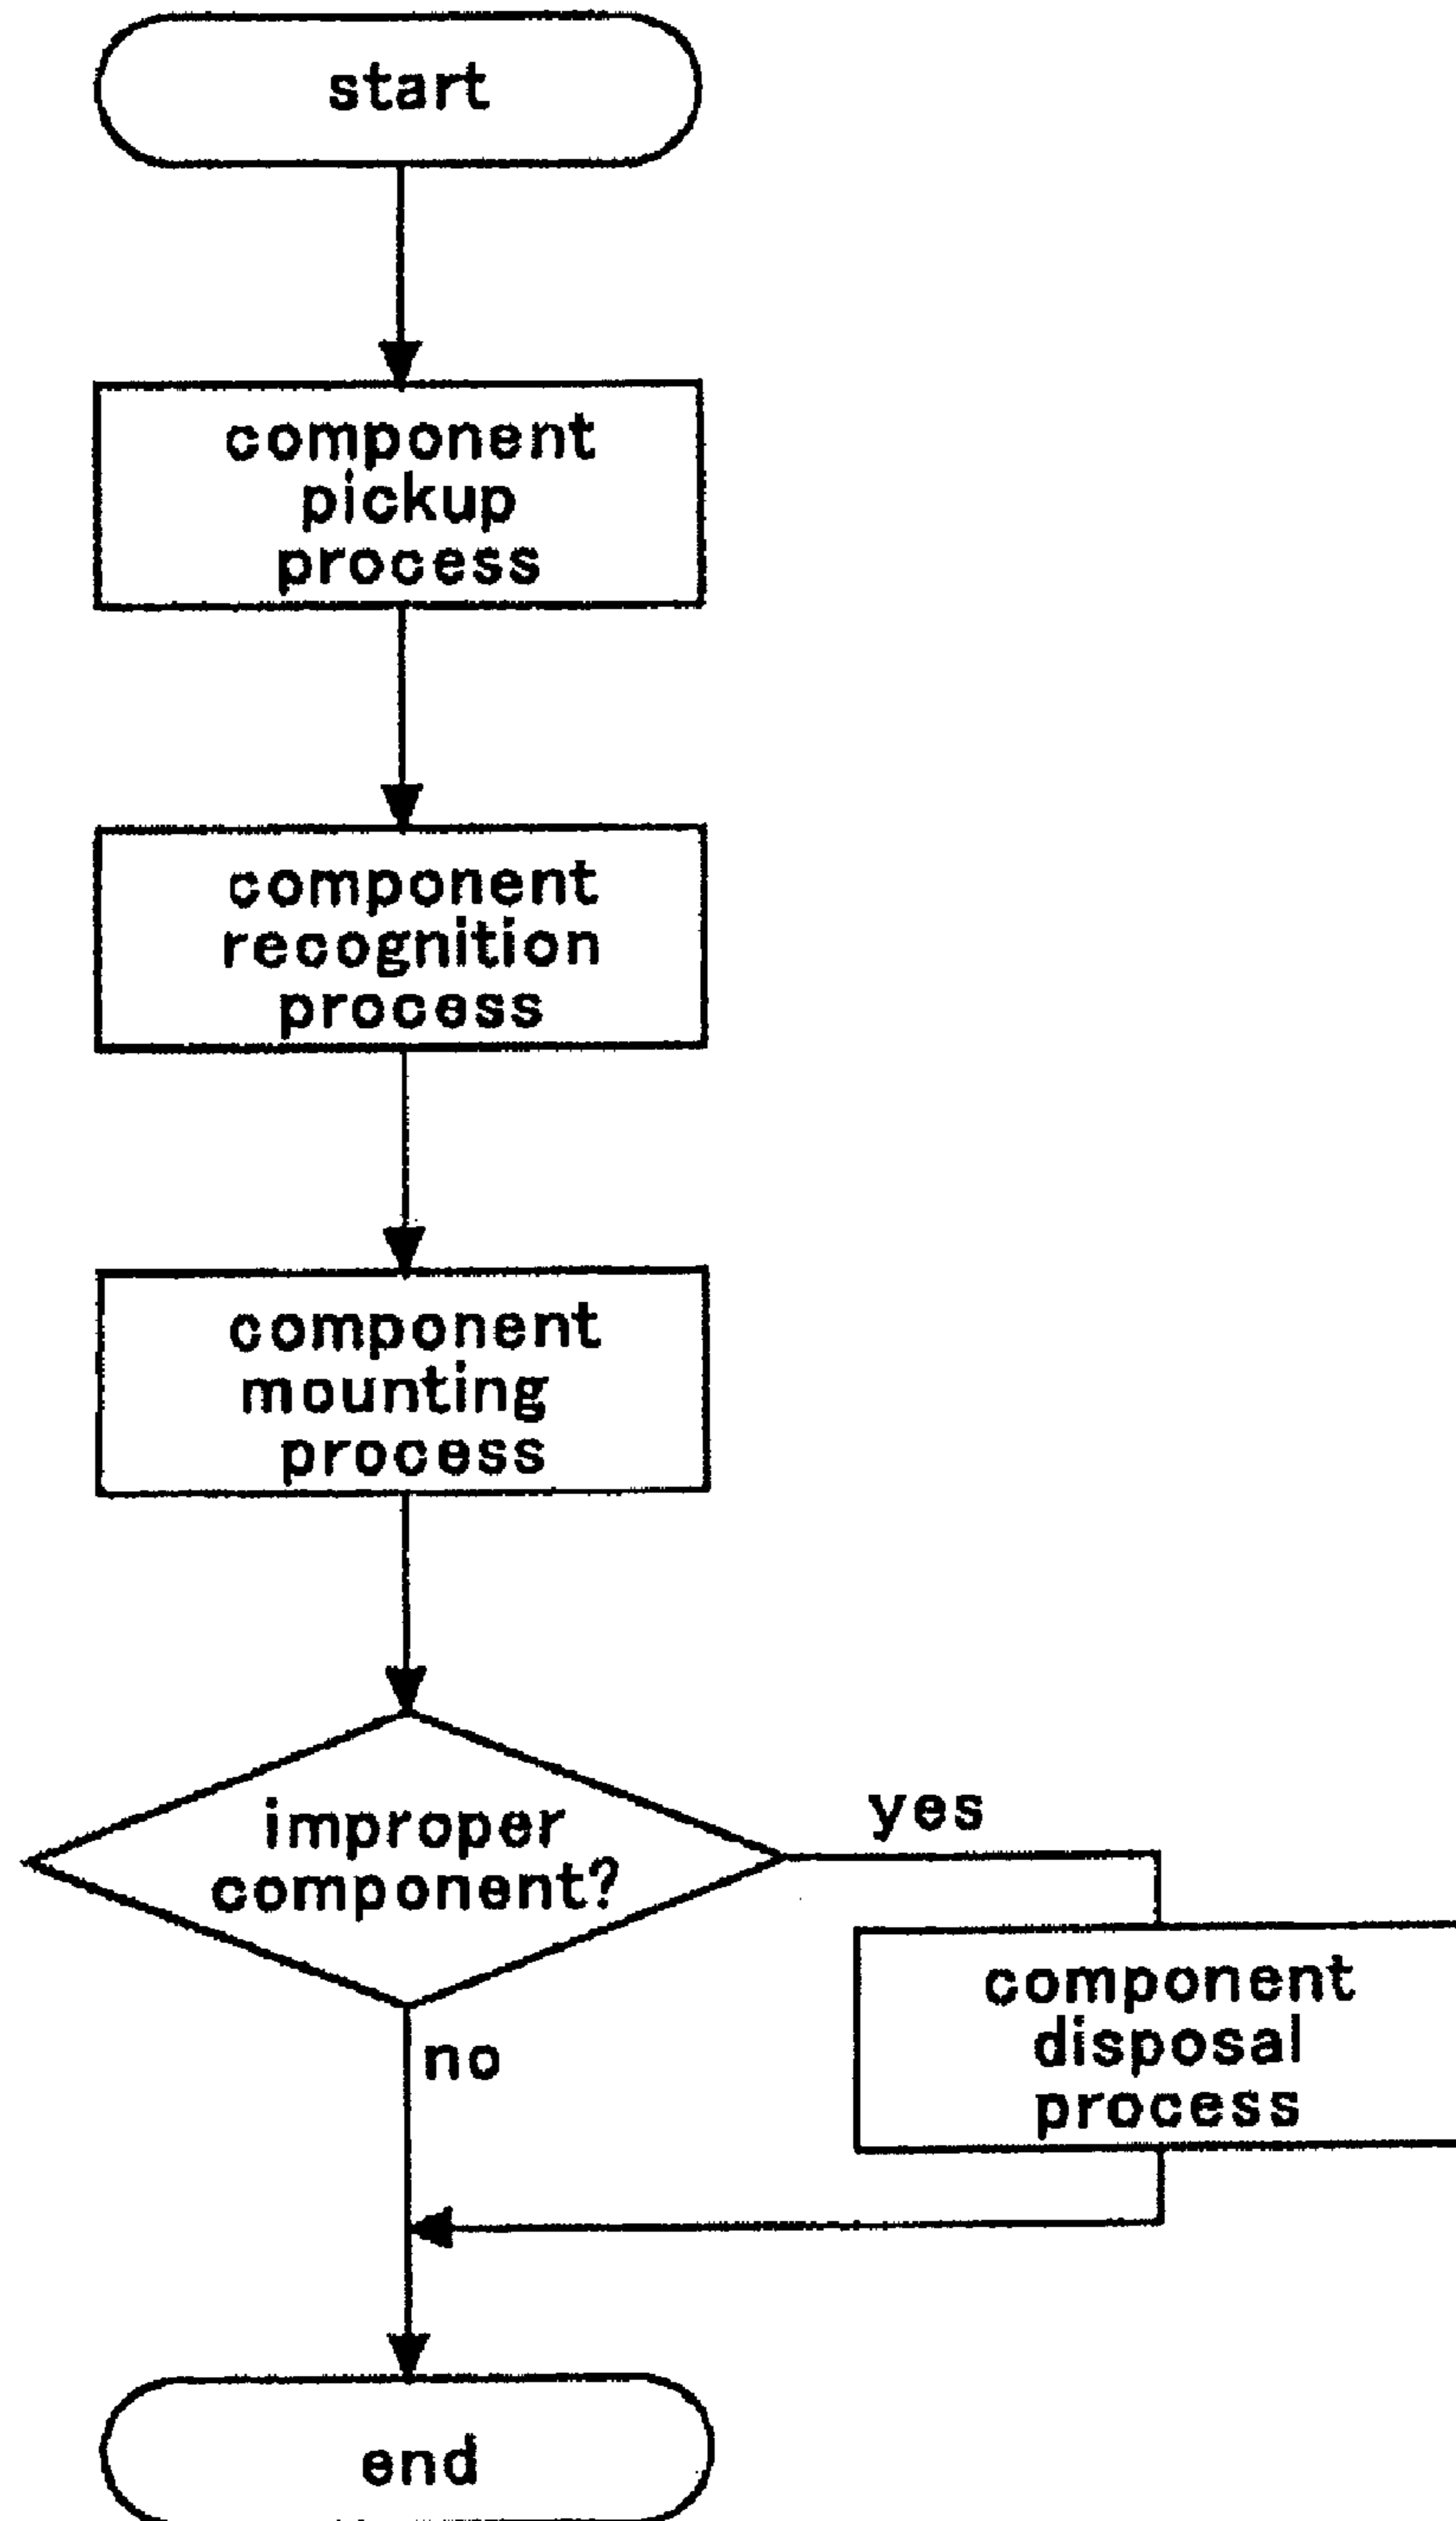 start
component
pickup
process
component
recognition
process
component
mounting
process
improper
component?
yes
no
component
disposal
process
end